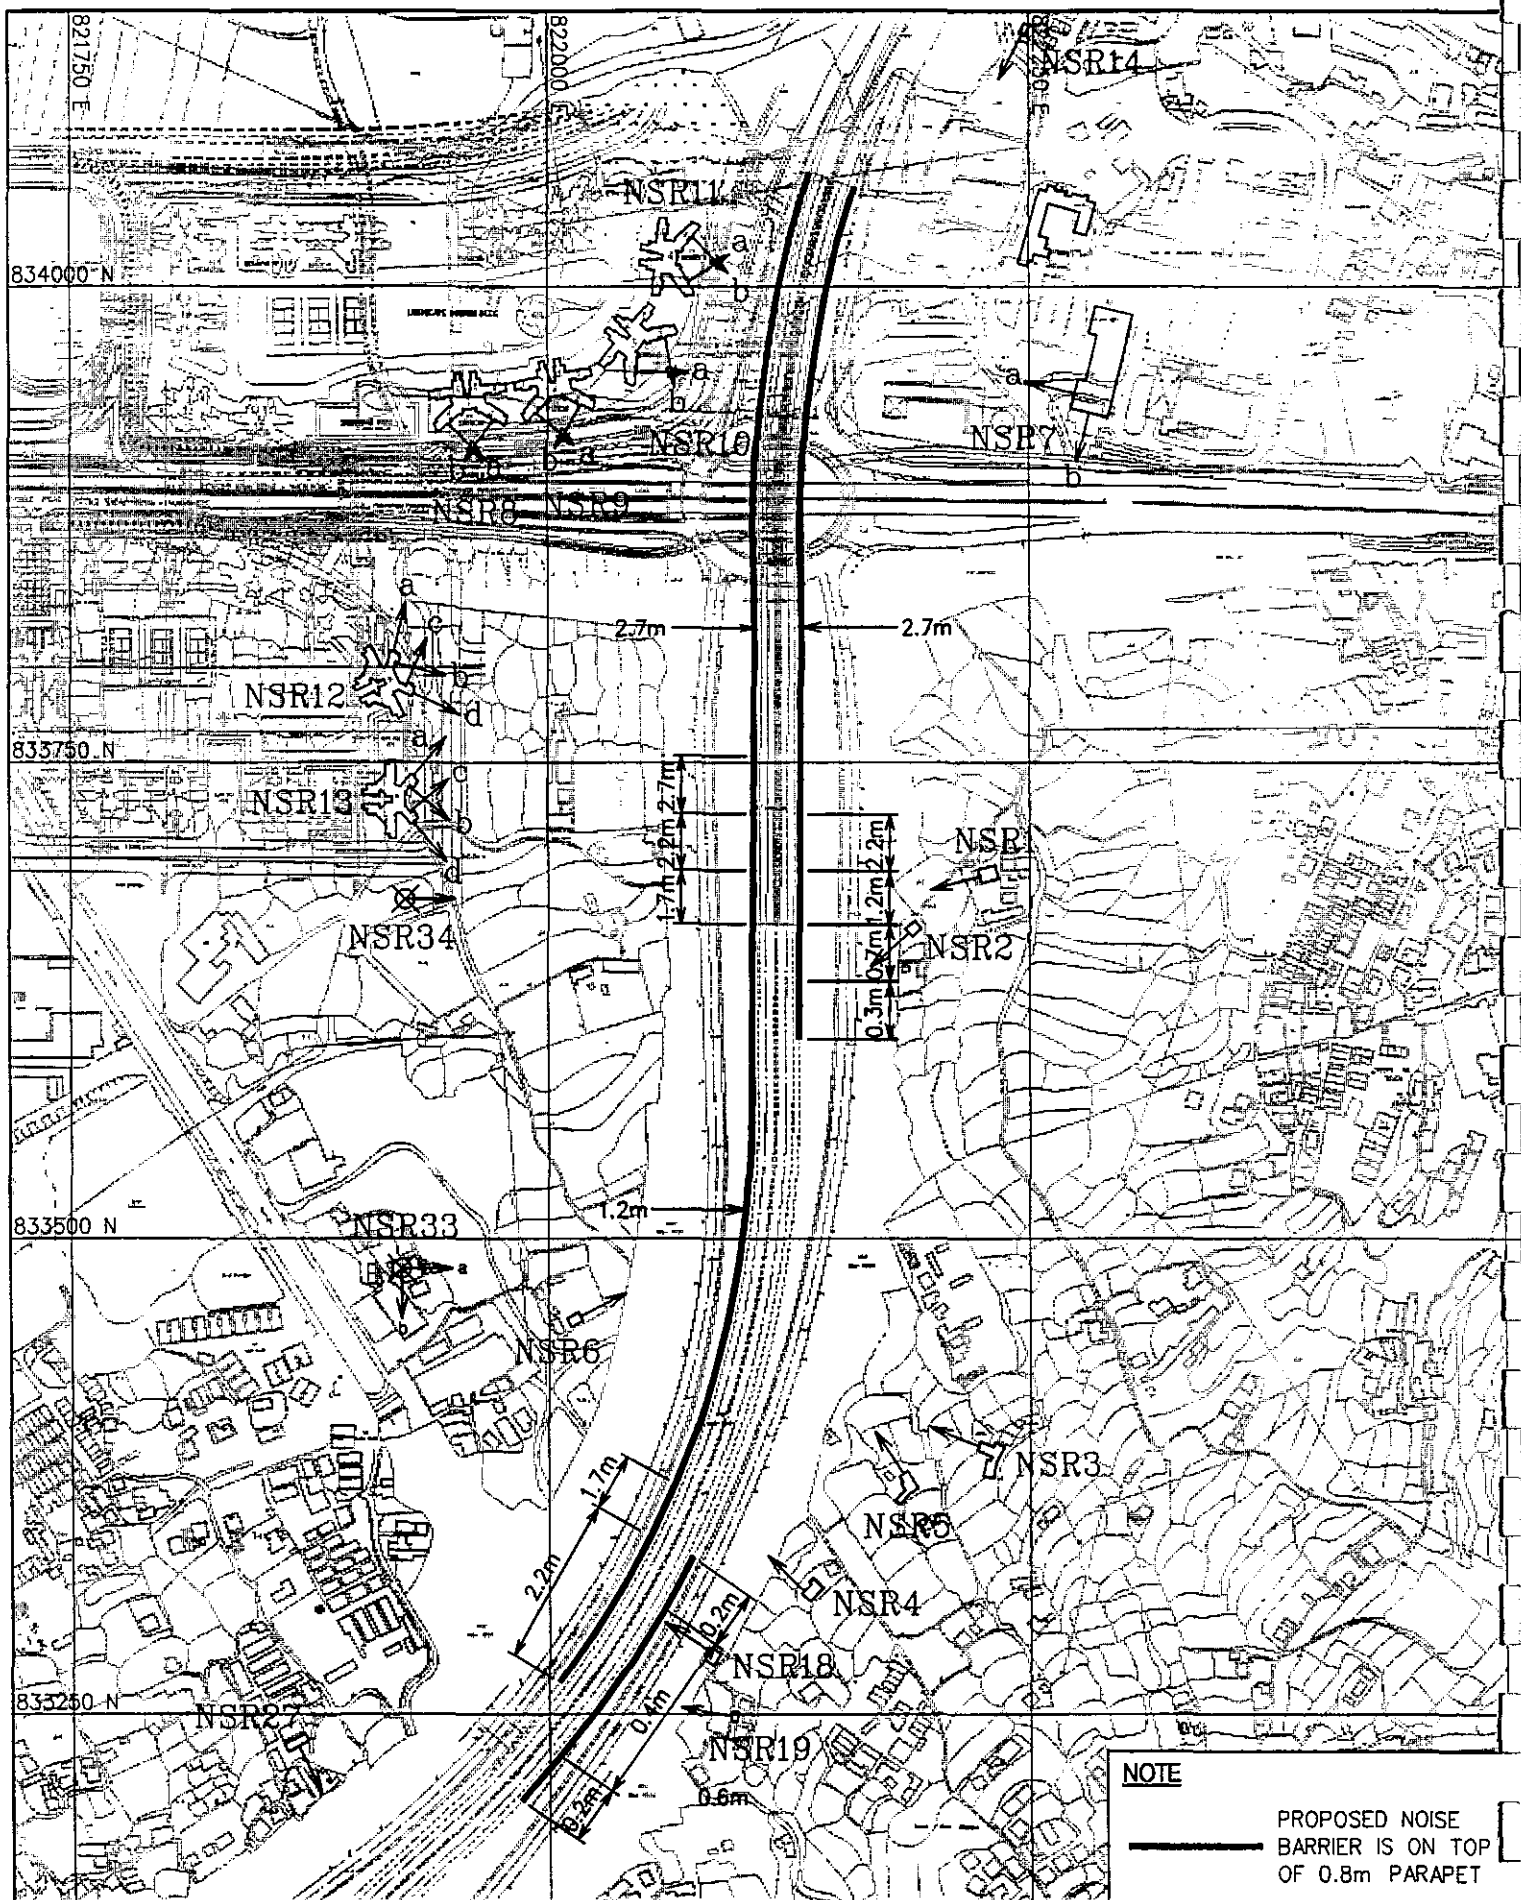 821750 E
822000 E
NSR14
NSR11
a
b
834000 N
a
b
a
NSR10
NSR7
b
b a
b a
NSR8
NSR9
a
c
2.7m
2.7m
b
NSR12
d
833750 N
a
c
2.7m
NSR13
b
2.2m
2.2m
NSR1
d
1.7m
1.2m
NSR34
NSR2
0.7m
0.3m
1.2m
833500 N
NSR33
a
b
NSR6
NSR3
1.7m
NSR5
2.2m
NSR4
0.2m
NSR18
833250 N
NSR27
0.4m
NSR19
0.6m
0.2m
NOTE
PROPOSED NOISE
BARRIER IS ON TOP
OF 0.8m PARAPET